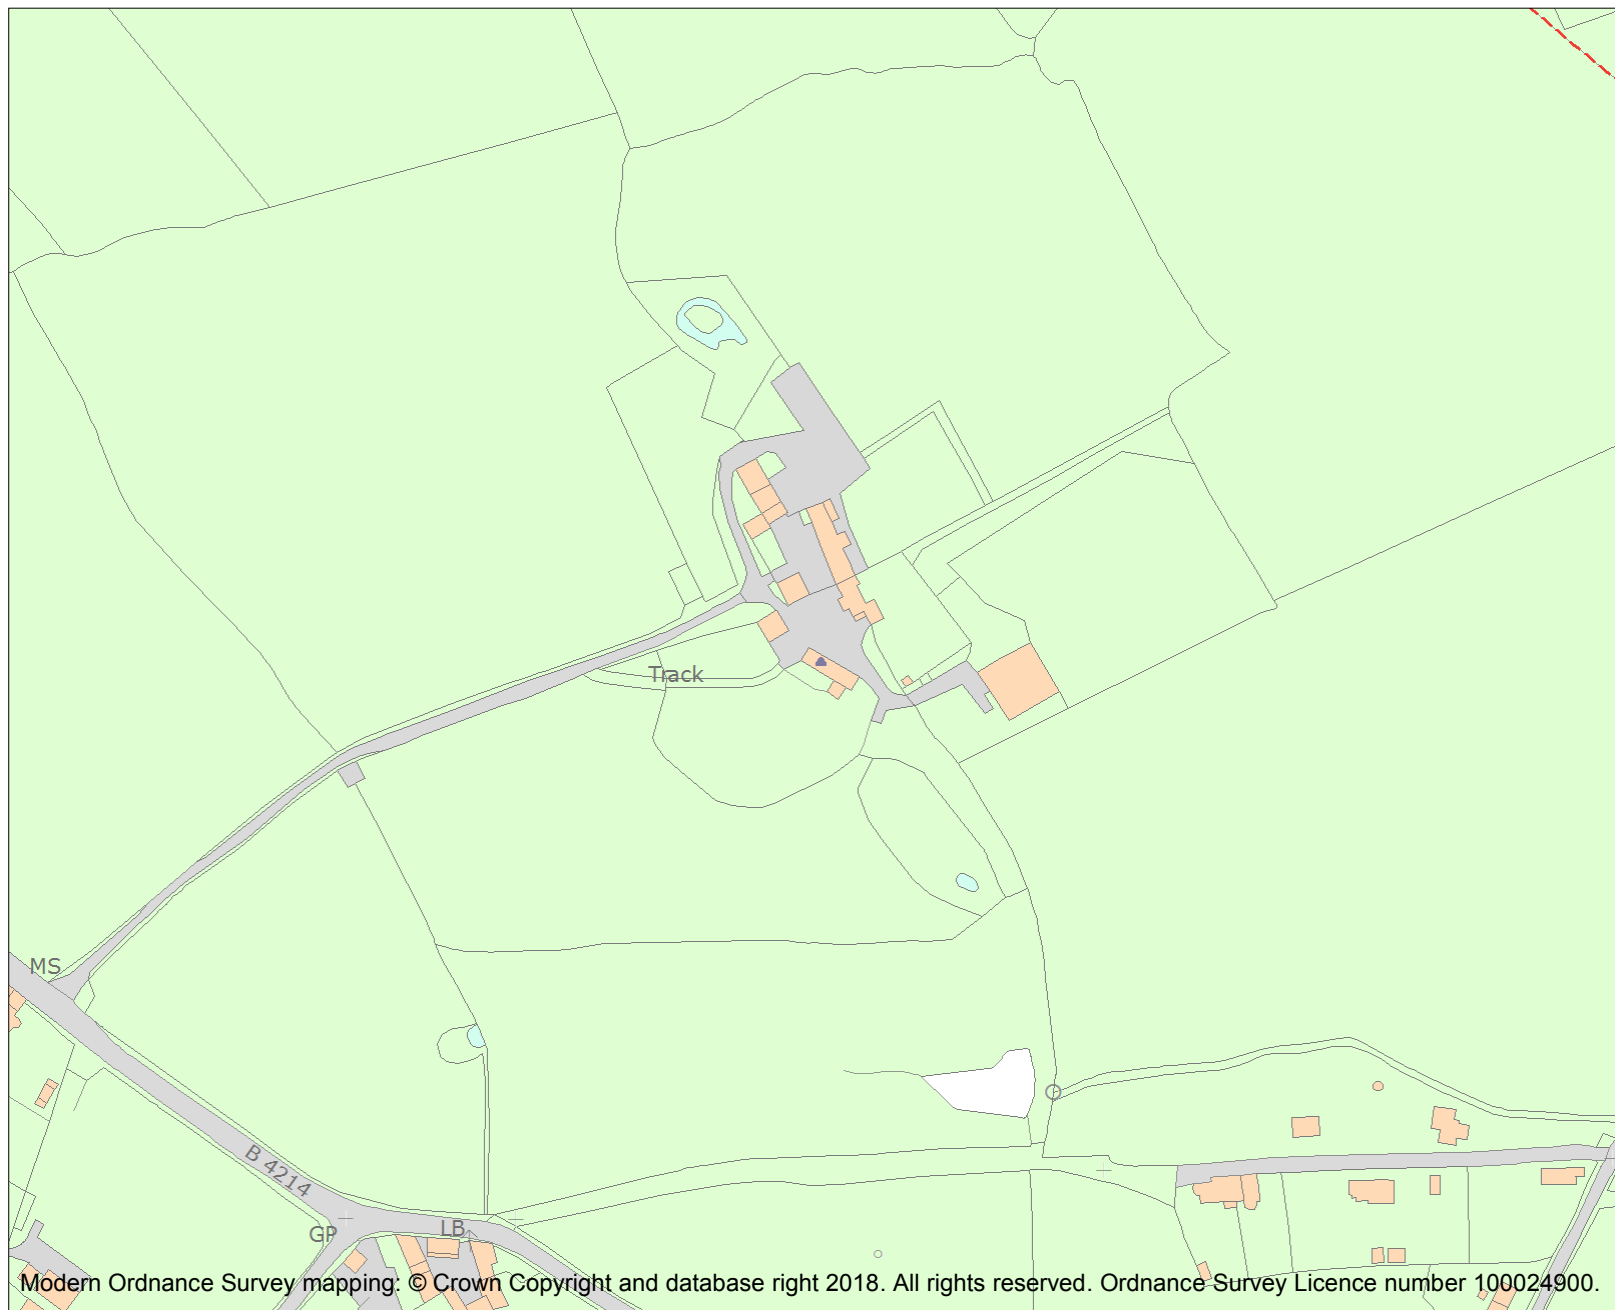 Track
MS
B 4214
GP
LB
Modern Ordnance Survey mapping: © Crown Copyright and database right 2018. All rights reserved. Ordnance Survey Licence number 100024900.